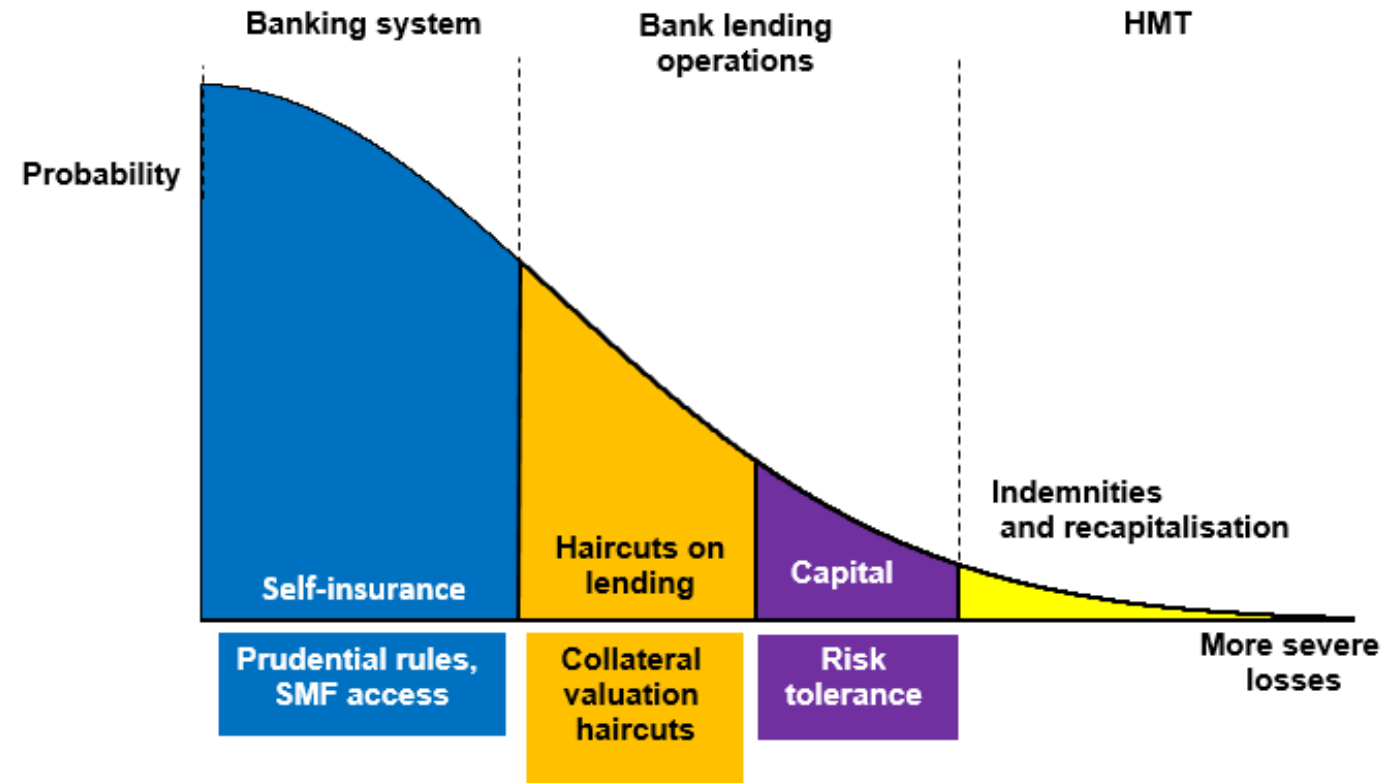 Banking system
Bank lending
operations
HMT
Probability
Indemnities
and recapitalisation
Haircuts on
lending
Capital
Self-insurance
More severe
losses
Prudential rules,
SMF access
Collateral
valuation
haircuts
Risk
tolerance